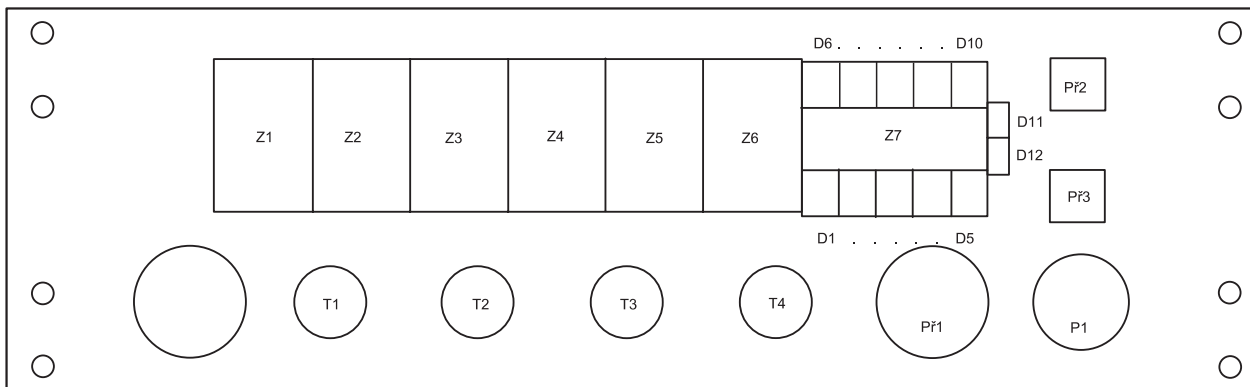 D6 . . . . . . D10
Př2
D11
Z1 Z2 Z3 Z4 Z5 Z6 Z7
D12
Př3
D1 . . . . . D5
T1 T2 T3 T4
Př1 P1